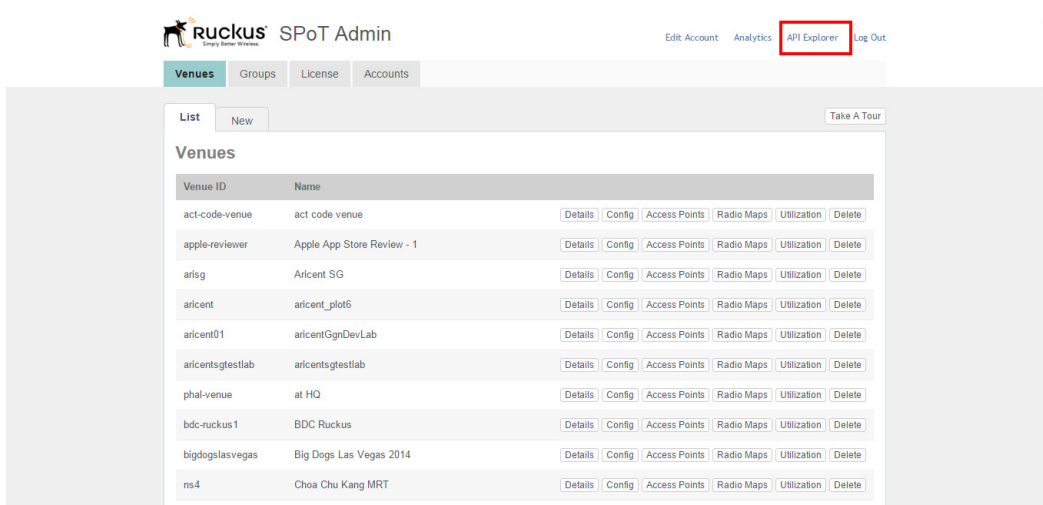 Ruckus SPoT Admin
Simply Better Wireless.
Edit Account Analytics API Explorer Log Out
Venues Groups License Accounts
List New Take A Tour
Venues
Venue ID Name
act-code-venue act code venue Details Config Access Points Radio Maps Utilization Delete
apple-reviewer Apple App Store Review - 1 Details Config Access Points Radio Maps Utilization Delete
arisg Aricent SG Details Config Access Points Radio Maps Utilization Delete
aricent aricent_plot6 Details Config Access Points Radio Maps Utilization Delete
aricent01 aricentGgnDevLab Details Config Access Points Radio Maps Utilization Delete
aricentsgtestlab aricentsgtestlab Details Config Access Points Radio Maps Utilization Delete
phal-venue at HQ Details Config Access Points Radio Maps Utilization Delete
bdc-ruckus1 BDC Ruckus Details Config Access Points Radio Maps Utilization Delete
bigdogslasvegas Big Dogs Las Vegas 2014 Details Config Access Points Radio Maps Utilization Delete
ns4 Choa Chu Kang MRT Details Config Access Points Radio Maps Utilization Delete